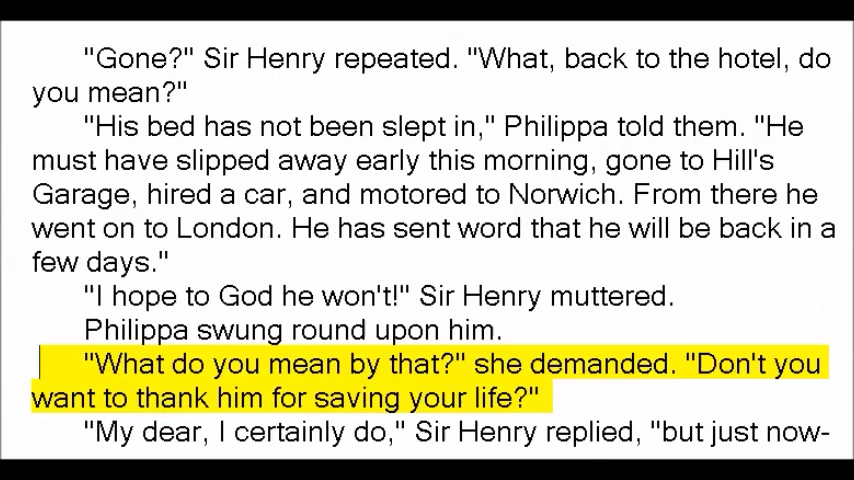 "Gone?" Sir Henry repeated. "What, back to the hotel, do
you mean?"
"His bed has not been slept in," Philippa told them. "He
must have slipped away early this morning, gone to Hill's
Garage, hired a car, and motored to Norwich. From there he
went on to London. He has sent word that he will be back in a
few days."
"I hope to God he won't!" Sir Henry muttered.
Philippa swung round upon him.
"What do you mean by that?" she demanded. "Don't you
want to thank him for saving your life?"
"My dear, I certainly do," Sir Henry replied, "but just now-